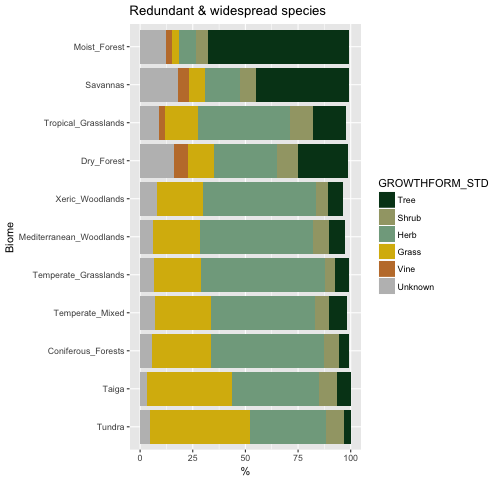 Redundant & widespread species
Biome
Moist_Forest
Savannas
Tropical_Grasslands
Dry_Forest
Xeric_Woodlands
Mediterranean_Woodlands
Temperate_Grasslands
Temperate_Mixed
Coniferous_Forests
Taiga
Tundra
0 25 50 75 100
%
GROWTHFORM_STD
Tree
Shrub
Herb
Grass
Vine
Unknown